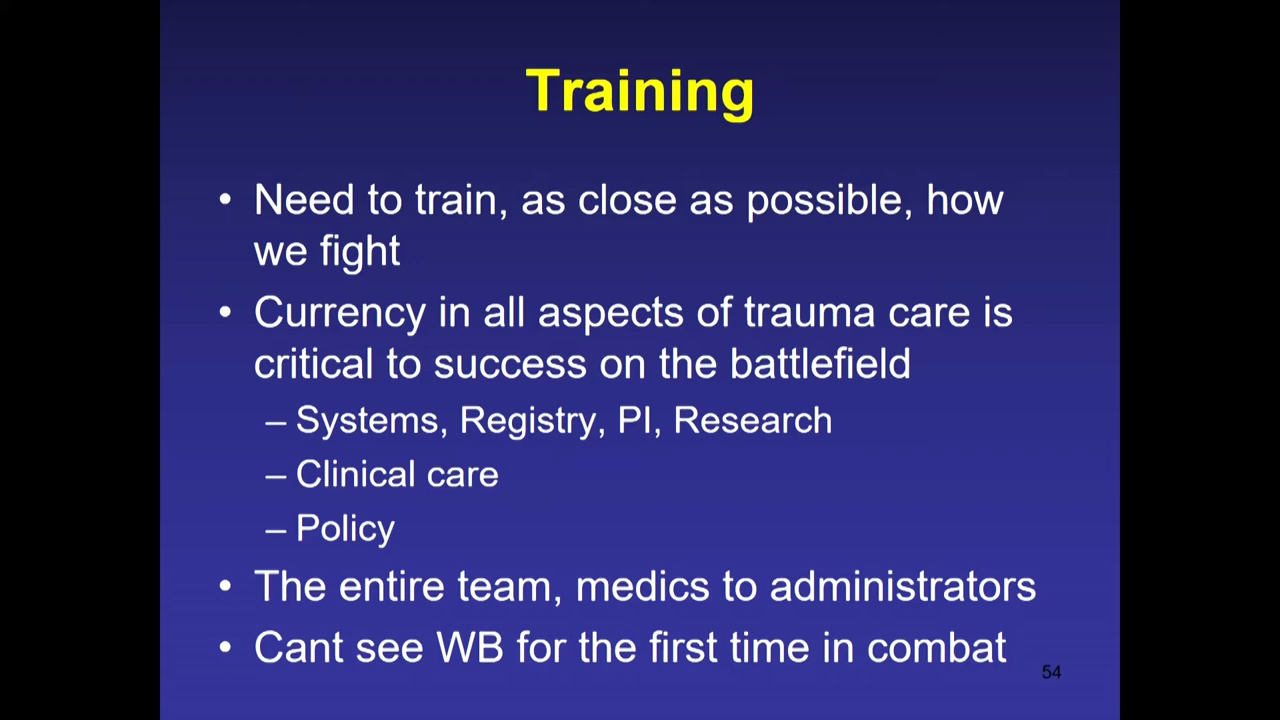 Training
• Need to train, as close as possible, how
we fight
• Currency in all aspects of trauma care is
critical to success on the battlefield
– Systems, Registry, PI, Research
– Clinical care
– Policy
• The entire team, medics to administrators
• Cant see WB for the first time in combat
54